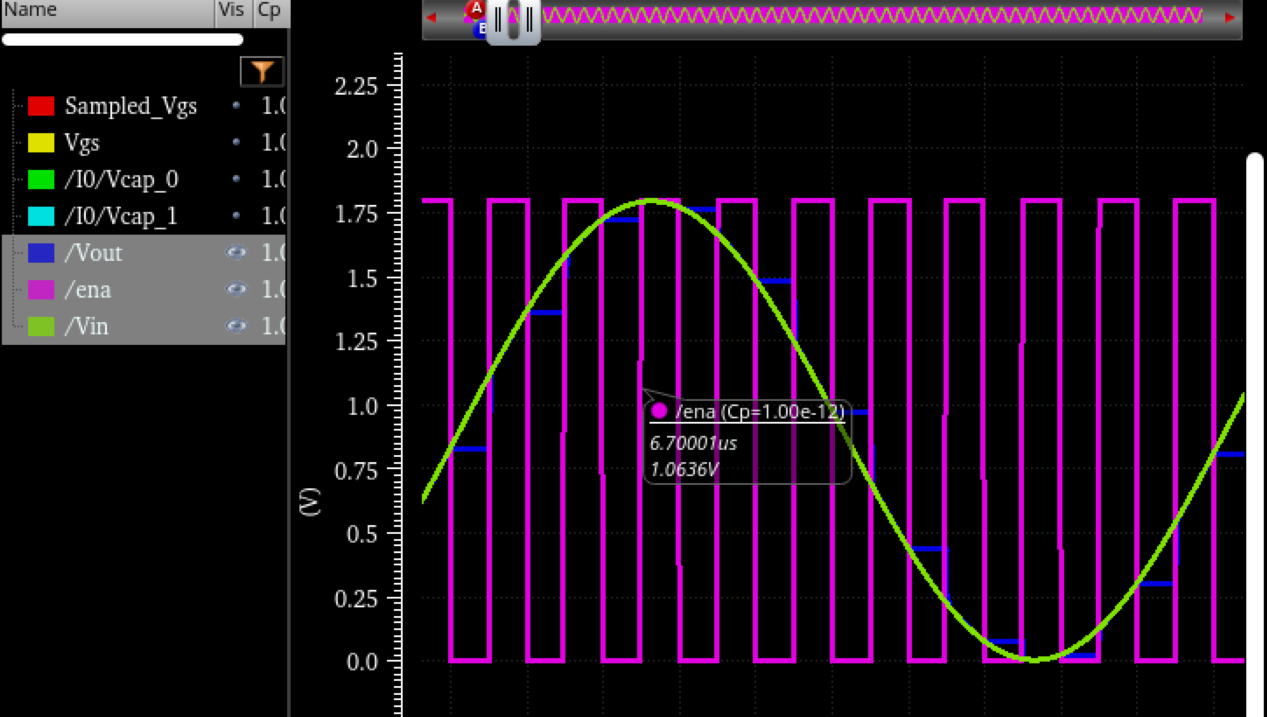 Name Vis Cp
A
B
Sampled_Vgs 1.0
Vgs 1.0
/I0/Vcap_0 1.0
/I0/Vcap_1 1.0
/Vout 1.0
/ena 1.0
/Vin 1.0
2.25
2.0
1.75
1.5
1.25
1.0
0.75
0.5
0.25
0.0
(V)
/ena (Cp=1.00e-12)
6.70001us
1.0636V